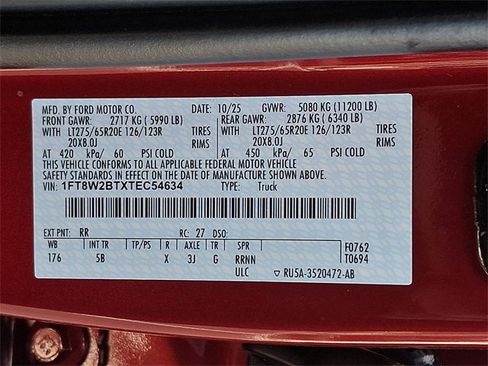 MFD. BY FORD MOTOR CO. 10/25 GVWR: 5080 KG (11200 LB)
FRONT GAWR: 2717 KG (5990 LB) REAR GAWR: 2876 KG (6340 LB)
WITH LT275/65R20E 126/123R TIRES WITH LT275/65R20E 126/123R TIRES
20X8.0J RIMS 20X8.0J RIMS
AT 420 kPa/ 60 PSI COLD AT 450 kPa/ 65 PSI COLD
THIS VEHICLE CONFORMS TO ALL APPLICABLE FEDERAL MOTOR VEHICLE
SAFETY STANDARDS IN EFFECT ON THE DATE OF MANUFACTURE SHOWN ABOVE.
VIN: 1FT8W2BTXTEC54634 TYPE: Truck
EXT PNT: RR RC: 27 DSO: F0762
WB INT TR TP/PS R AXLE TR SPR T0694
176 5B X 3J G RRNN
ULC ▽ RU5A-3520472-AB